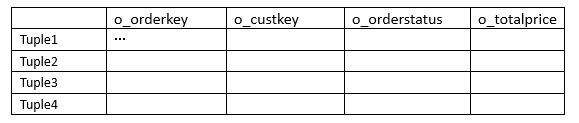 o_orderkey o_custkey o_orderstatus o_totalprice
Tuple1 ...
Tuple2
Tuple3
Tuple4